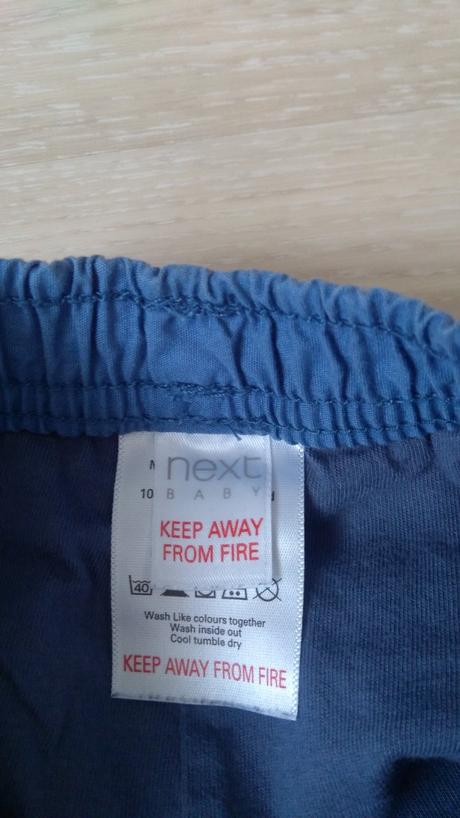 next
BABY
KEEP AWAY
FROM FIRE
40
Wash Like colours together
Wash inside out
Cool tumble dry
KEEP AWAY FROM FIRE